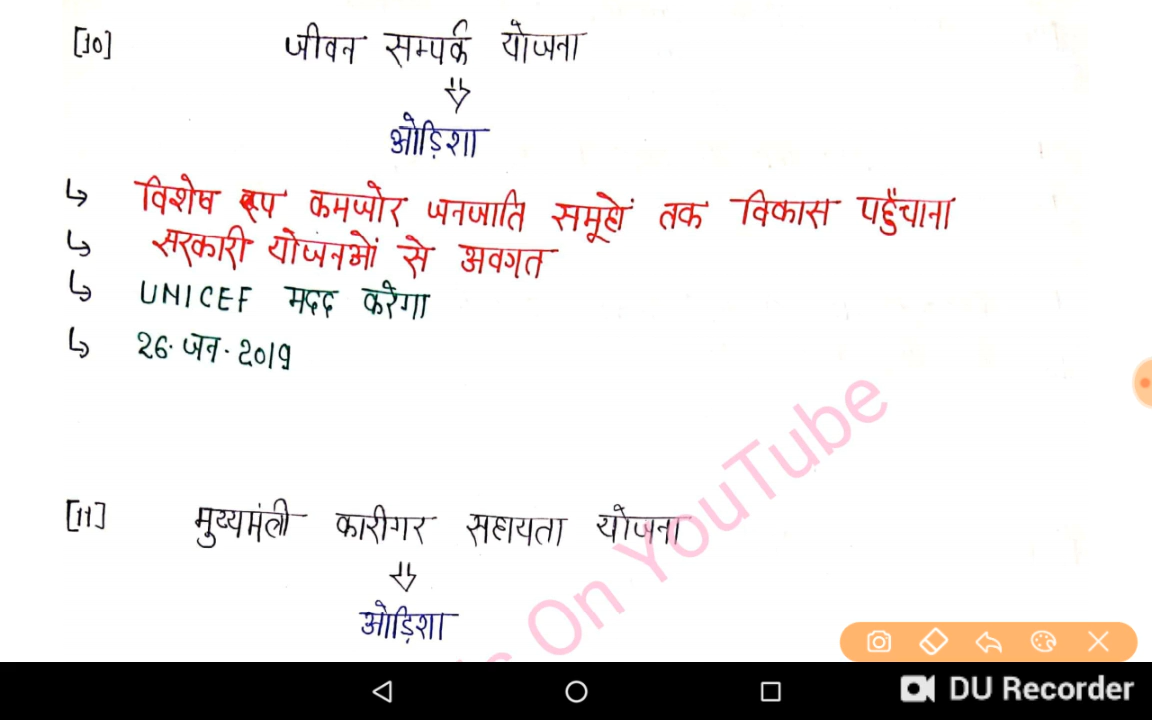 [10] जीवन सम्पर्क योजना
ओड़िशा
विशेष रूप कमजोर जनजाति समूहों तक विकास पहुँचाना
सरकारी योजनओं से अवगत
UNICEF मदद करेगा
26. जन. 2019
[11] मुख्यमंत्री कारीगर सहायता योजना
ओड़िशा
On YouTube
DU Recorder